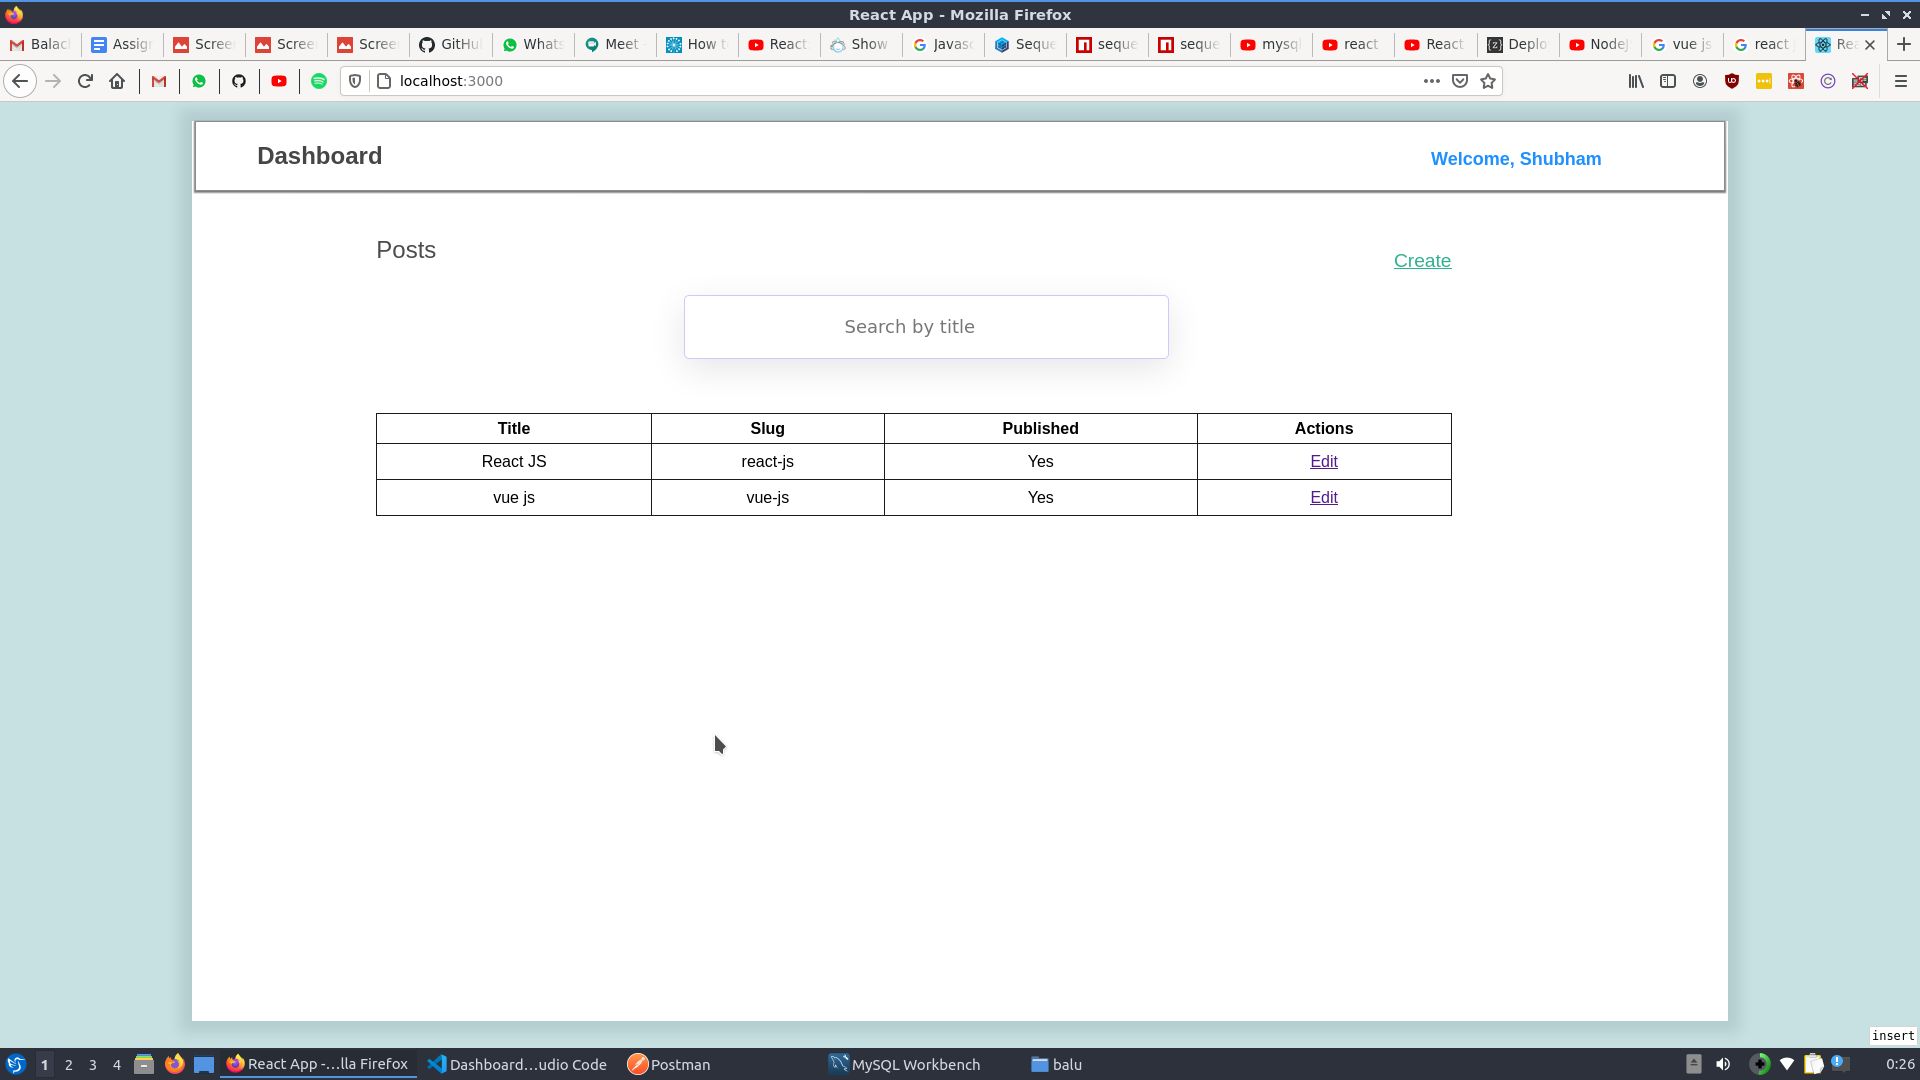 React App - Mozilla Firefox
Balac Assign Scree Scree Scree GitHu Whats Meet How t React Show Javasc Seque seque seque mysq react React Deplo NodeJ vue js react Rea
localhost:3000
Dashboard
Welcome, Shubham
Posts
Create
Search by title
Title Slug Published Actions
React JS react-js Yes Edit
vue js vue-js Yes Edit
insert
1 2 3 4 React App -...lla Firefox Dashboard...udio Code Postman MySQL Workbench balu 0:26